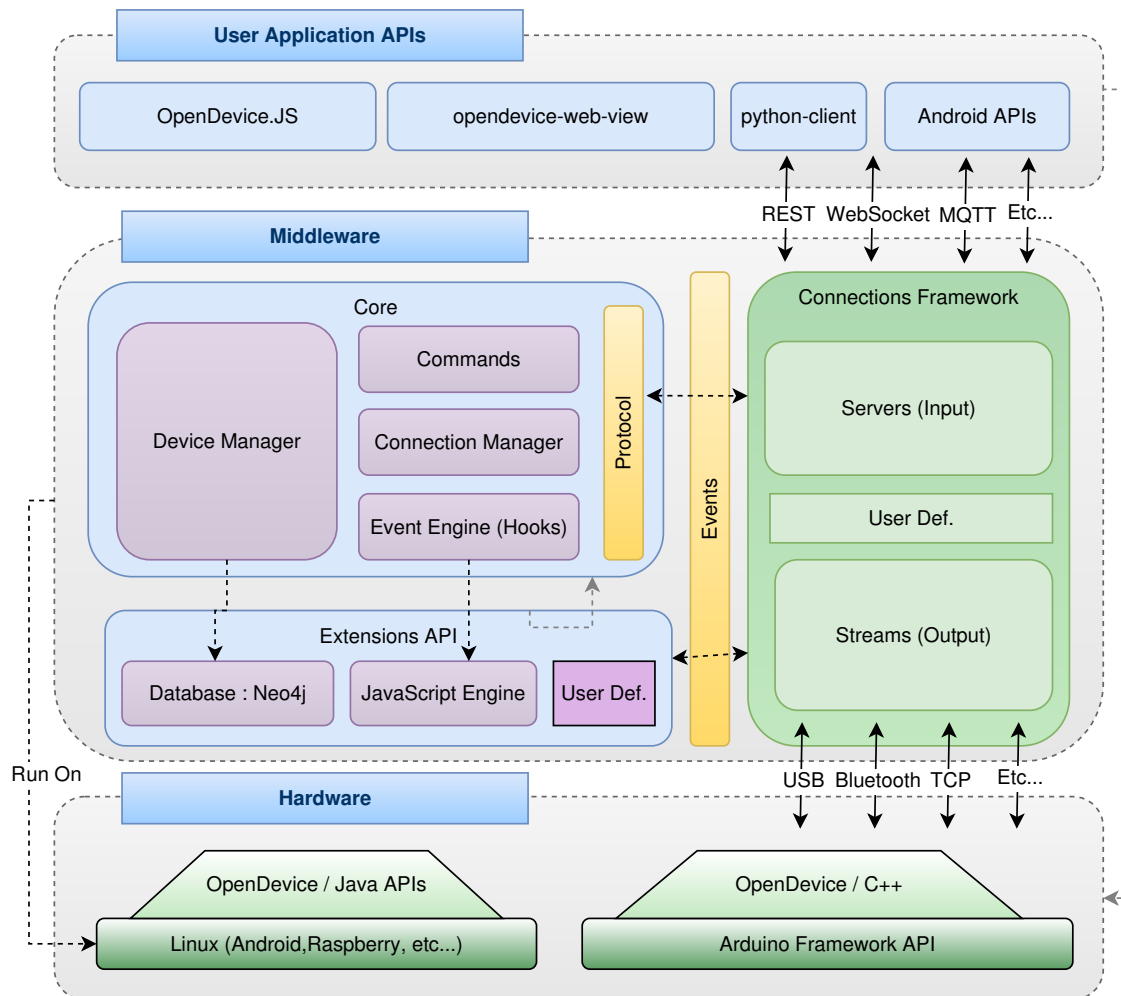 User Application APIs
OpenDevice.JS
opendevice-web-view
python-client
Android APIs
REST
WebSocket
MQTT
Etc...
Middleware
Core
Device Manager
Commands
Connection Manager
Event Engine (Hooks)
Protocol
Events
Connections Framework
Servers (Input)
User Def.
Streams (Output)
Extensions API
Database : Neo4j
JavaScript Engine
User Def.
Run On
USB
Bluetooth
TCP
Etc...
Hardware
OpenDevice / Java APIs
Linux (Android,Raspberry, etc...)
OpenDevice / C++
Arduino Framework API